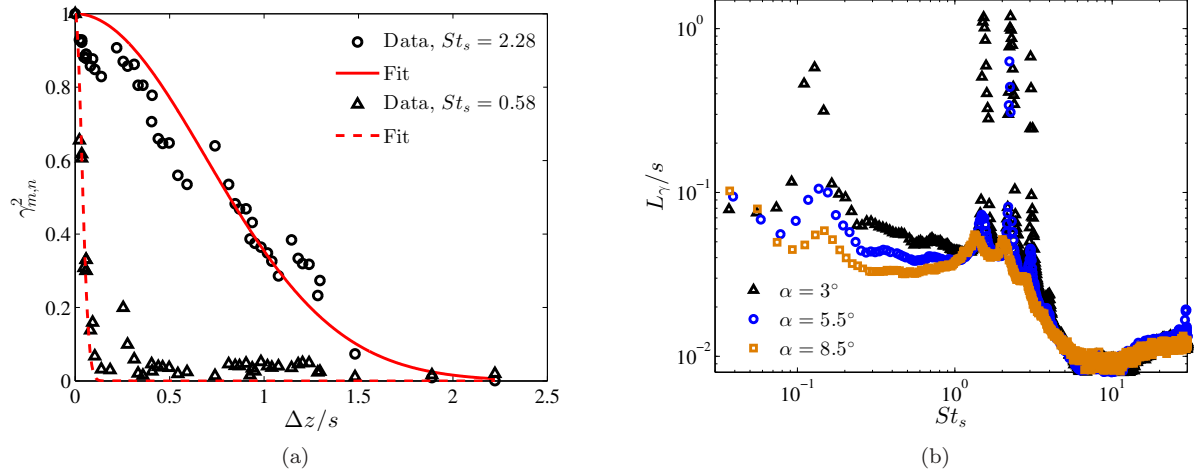 1
0.8
0.6
0.4
0.2
0
0
0.5
1
1.5
2
2.5
γ²ₘ,ₙ
Δz/s
Data, Stₛ = 2.28
Fit
Data, Stₛ = 0.58
Fit
(a)
10⁰
10⁻¹
10⁻²
L_γ/s
α = 3°
α = 5.5°
α = 8.5°
10⁻¹
10⁰
10¹
Stₛ
(b)